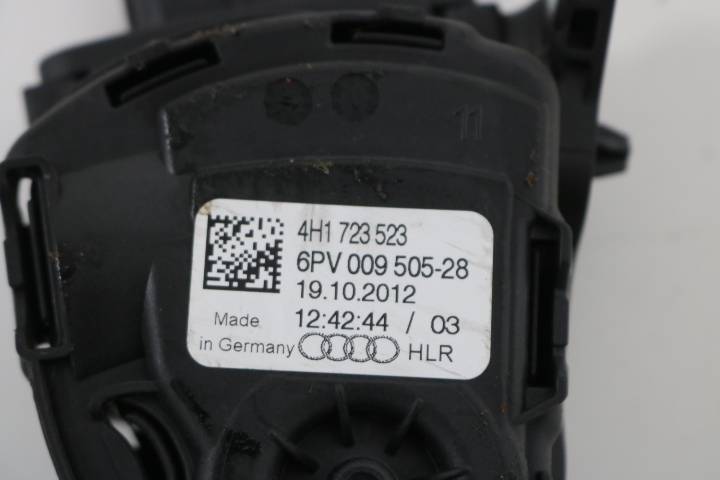 11
4H1 723 523
6PV 009 505-28
19.10.2012
Made 12:42:44 / 03
in Germany HLR